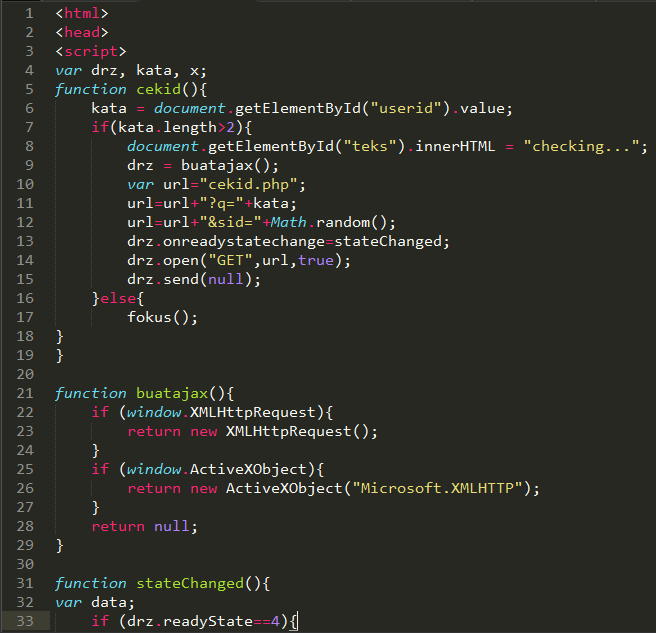 1 <html>
2 <head>
3 <script>
4 var drz, kata, x;
5 function cekid(){
6     kata = document.getElementById("userid").value;
7     if(kata.length>2){
8         document.getElementById("teks").innerHTML = "checking...";
9         drz = buatajax();
10         var url="cekid.php";
11         url=url+"?q="+kata;
12         url=url+"&sid="+Math.random();
13         drz.onreadystatechange=stateChanged;
14         drz.open("GET",url,true);
15         drz.send(null);
16     }else{
17         fokus();
18 }
19 }
20
21 function buatajax(){
22     if (window.XMLHttpRequest){
23         return new XMLHttpRequest();
24     }
25     if (window.ActiveXObject){
26         return new ActiveXObject("Microsoft.XMLHTTP");
27     }
28     return null;
29 }
30
31 function stateChanged(){
32 var data;
33     if (drz.readyState==4){